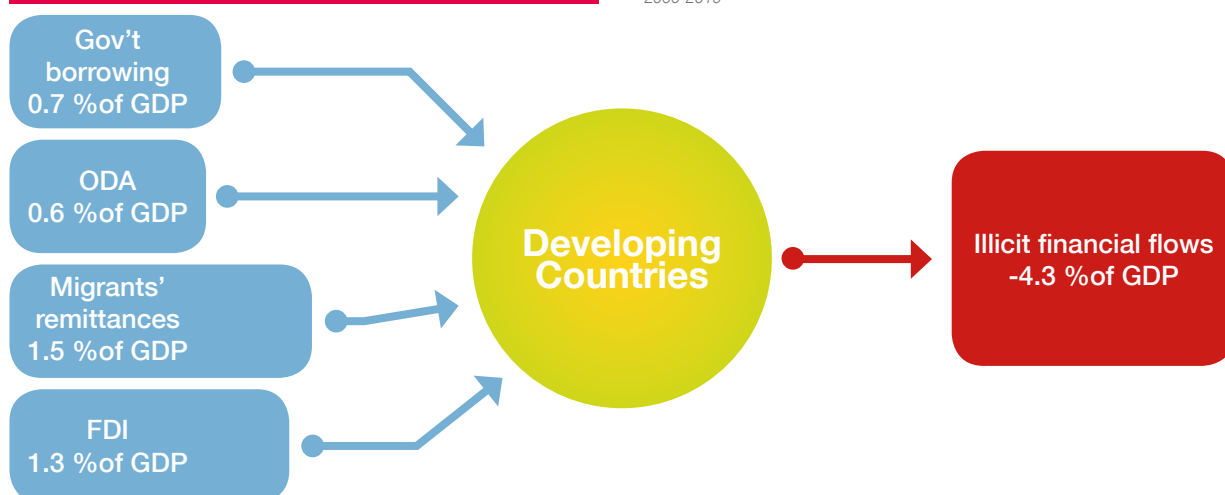 Gov’t
borrowing
0.7 %of GDP
ODA
0.6 %of GDP
Migrants’
remittances
1.5 %of GDP
FDI
1.3 %of GDP
Developing
Countries
Illicit financial flows
-4.3 %of GDP